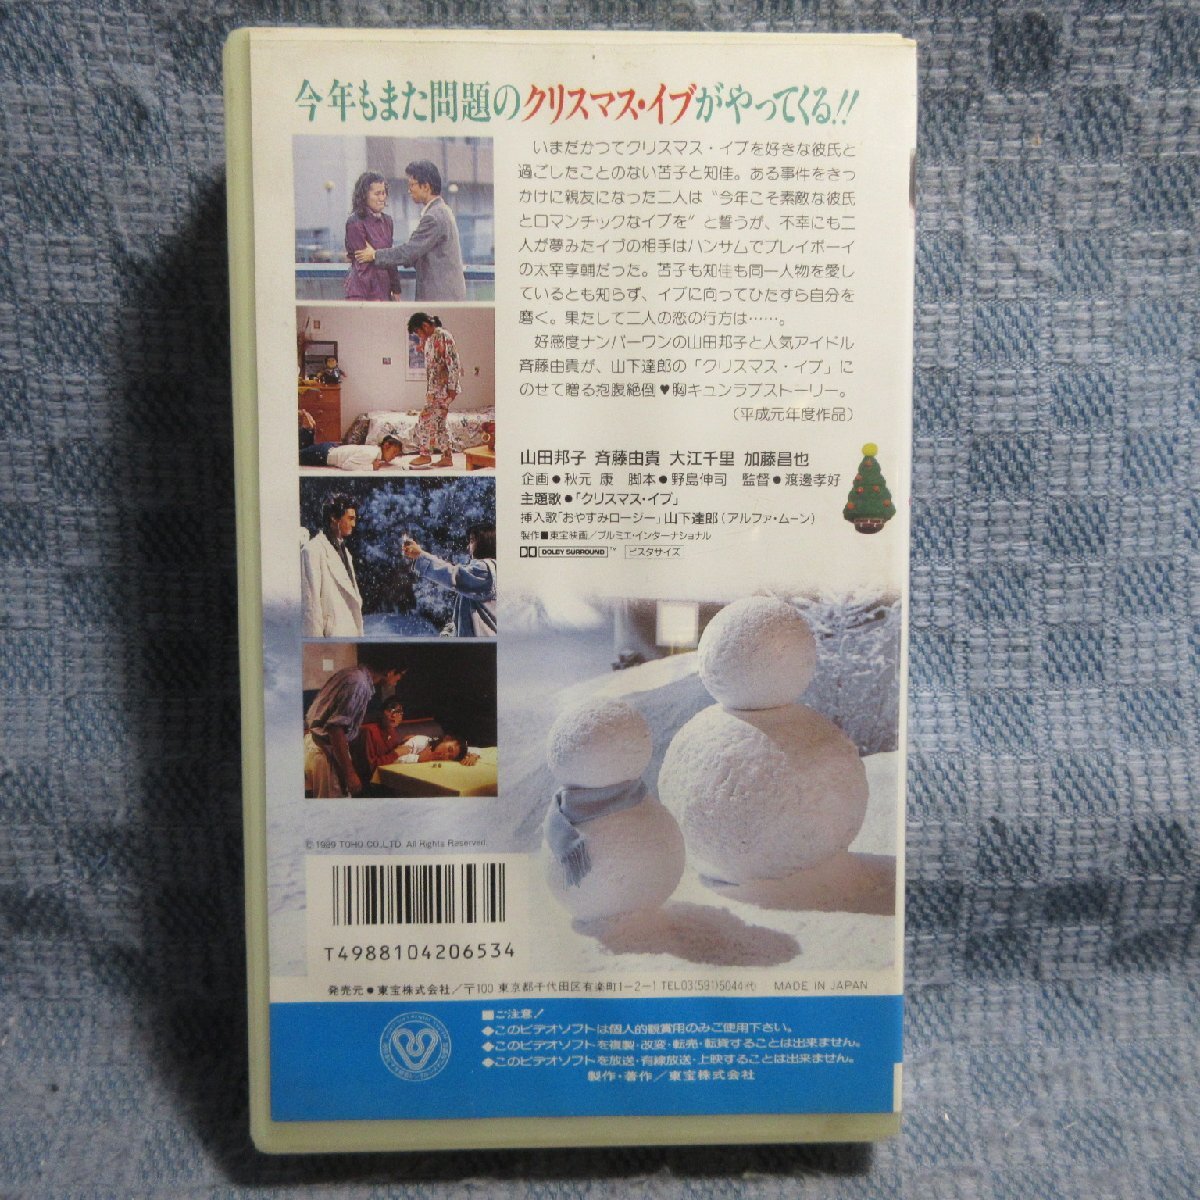 今年もまた問題のクリスマス・イブがやってくる!!
いまだかつてクリスマス・イブを好きな彼氏と
過ごしたことのない苫子と知佳。ある事件をきっ
かけに親友になった二人は“今年こそ素敵な彼氏
とロマンチックなイブを”と誓うが、不幸にも二
人が夢みたイブの相手はハンサムでプレイボーイ
の太宰享輔だった。苫子も知佳も同一人物を愛し
ているとも知らず、イブに向ってひたすら自分を
磨く。果たして二人の恋の行方は……。
好感度ナンバーワンの山田邦子と人気アイドル
斉藤由貴が、山下達郎の「クリスマス・イブ」に
のせて贈る抱腹絶倒♥胸キュンラブストーリー。
(平成元年度作品)
山田邦子 斉藤由貴 大江千里 加藤昌也
企画●秋元 康 脚本●野島伸司 監督●渡邊孝好
主題歌●「クリスマス・イブ」
挿入歌「おやすみロージー」山下達郎(アルファ・ムーン)
製作■東宝映画/プルミエ・インターナショナル
DOLBY SURROUND TM ビスタサイズ
© 1989 TOHO CO.,LTD. All Rights Reserved.
T4988104206534
発売元●東宝株式会社/〒100 東京都千代田区有楽町1-2-1 TEL03(591)5044(代) MADE IN JAPAN
■ご注意!
◆このビデオソフトは個人的観賞用のみご使用下さい。
◆このビデオソフトを複製・改変・転売・転貸することは出来ません。
◆このビデオソフトを放送・有線放送・上映することは出来ません。
製作・著作/東宝株式会社